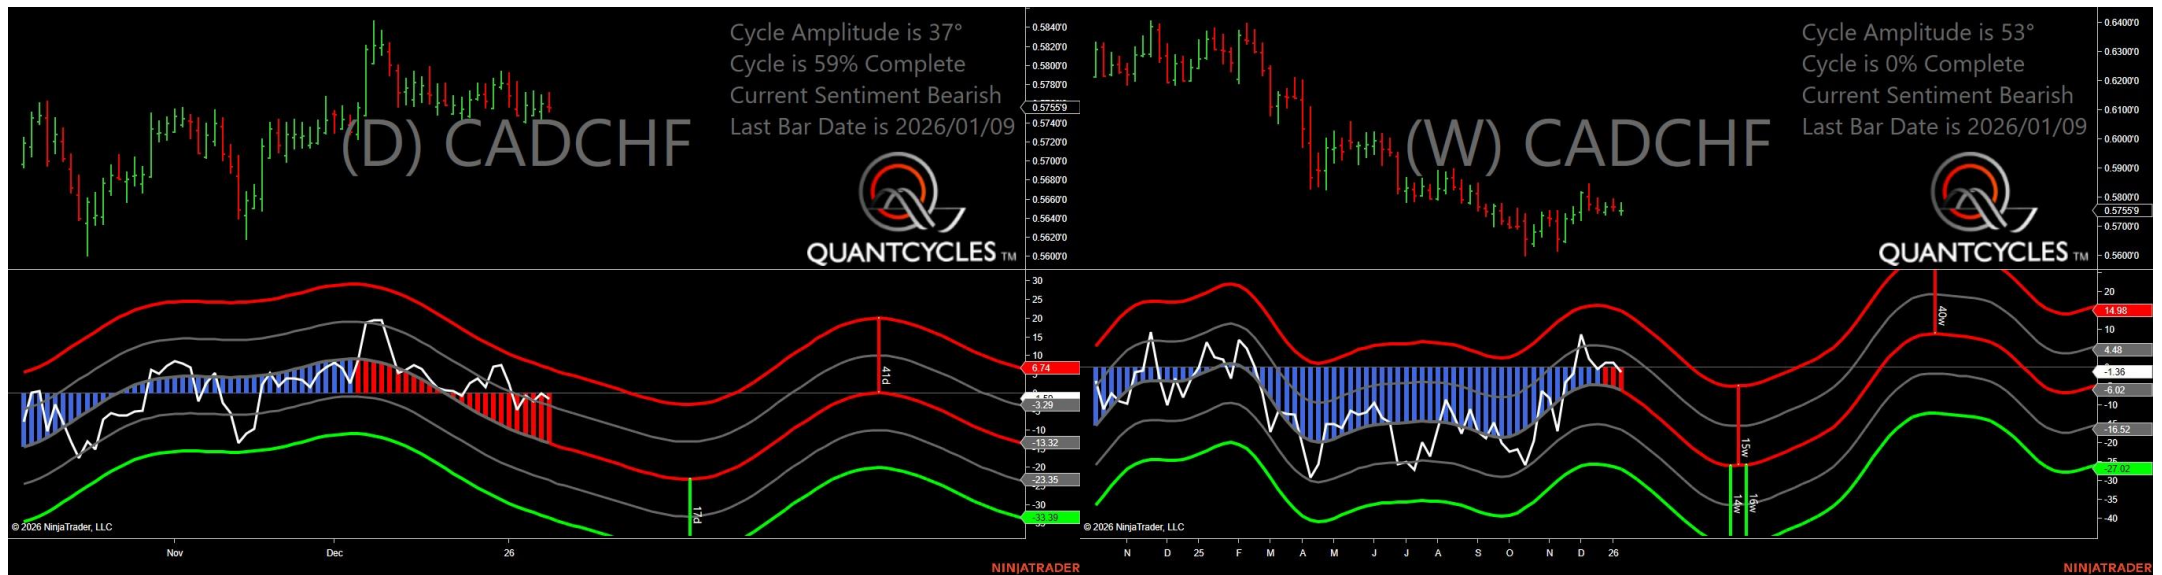 Cycle Amplitude is 37°
Cycle is 59% Complete
Current Sentiment Bearish
Last Bar Date is 2026/01/09
(D) CADCHF
QUANTCYCLES TM
0.5840'0
0.5820'0
0.5800'0
0.5780'0
0.5755'9
0.5740'0
0.5720'0
0.5700'0
0.5680'0
0.5660'0
0.5640'0
0.5620'0
0.5600'0
30
25
20
15
10
6.74
-3.29
-10
-13.32
-20
-23.35
-30
-33.39
41d
17d
© 2026 NinjaTrader, LLC
Nov
Dec
26
NINJATRADER
Cycle Amplitude is 53°
Cycle is 0% Complete
Current Sentiment Bearish
Last Bar Date is 2026/01/09
(W) CADCHF
QUANTCYCLES TM
0.6400'0
0.6300'0
0.6200'0
0.6100'0
0.6000'0
0.5900'0
0.5800'0
0.5755'9
0.5700'0
0.5600'0
20
14.98
10
4.48
-1.36
-6.02
-10
-16.52
-20
-27.02
-30
-35
-40
40w
15w
14w
16w
© 2026 NinjaTrader, LLC
N
D
25
F
M
A
M
J
J
A
S
O
N
D
26
NINJATRADER